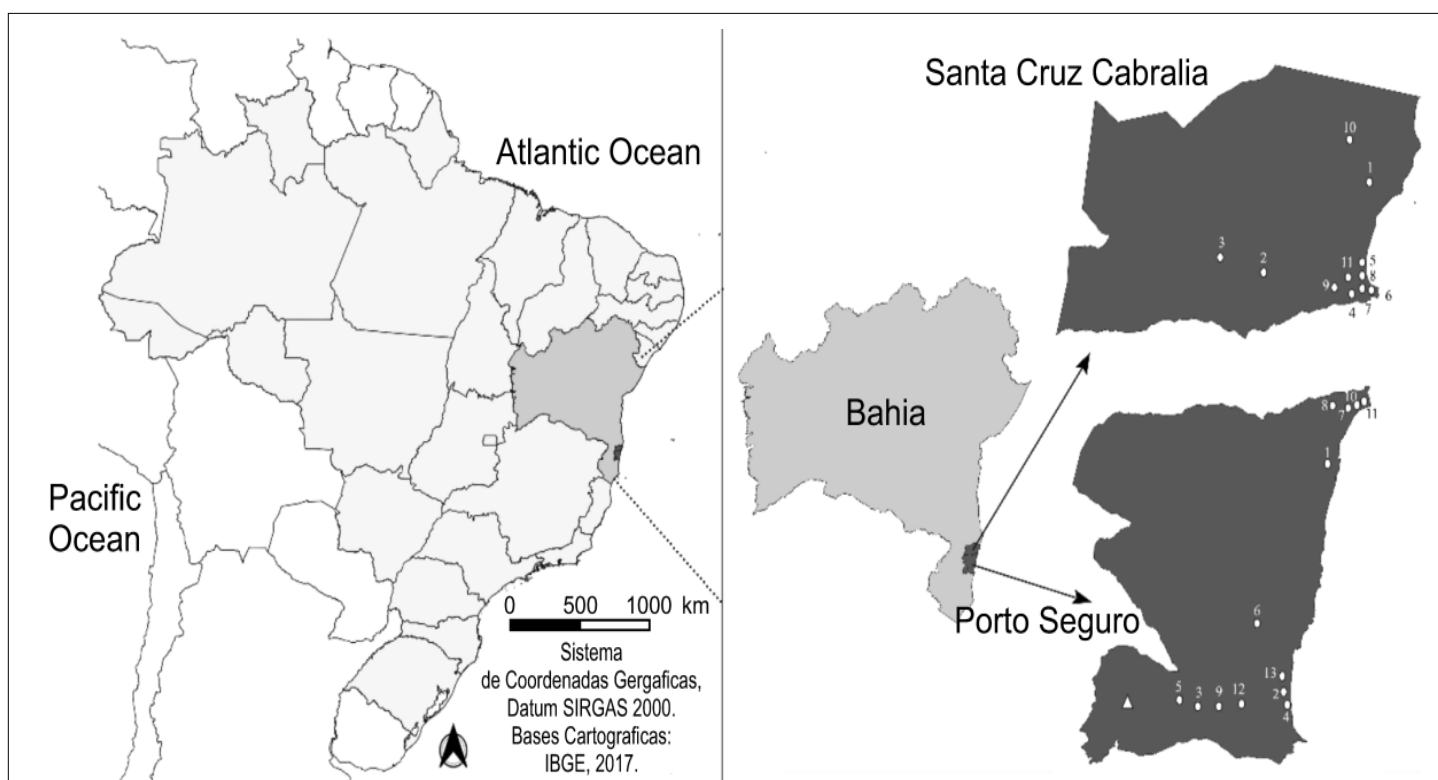 Atlantic Ocean
Pacific
Ocean
0 500 1000 km
Sistema
de Coordenadas Gergaficas,
Datum SIRGAS 2000.
Bases Cartograficas:
IBGE, 2017.
Bahia
Santa Cruz Cabralia
10
1
3
2
11
5
8
9
6
4
7
Porto Seguro
8
7
10
11
1
6
13
5
3
9
12
2
4